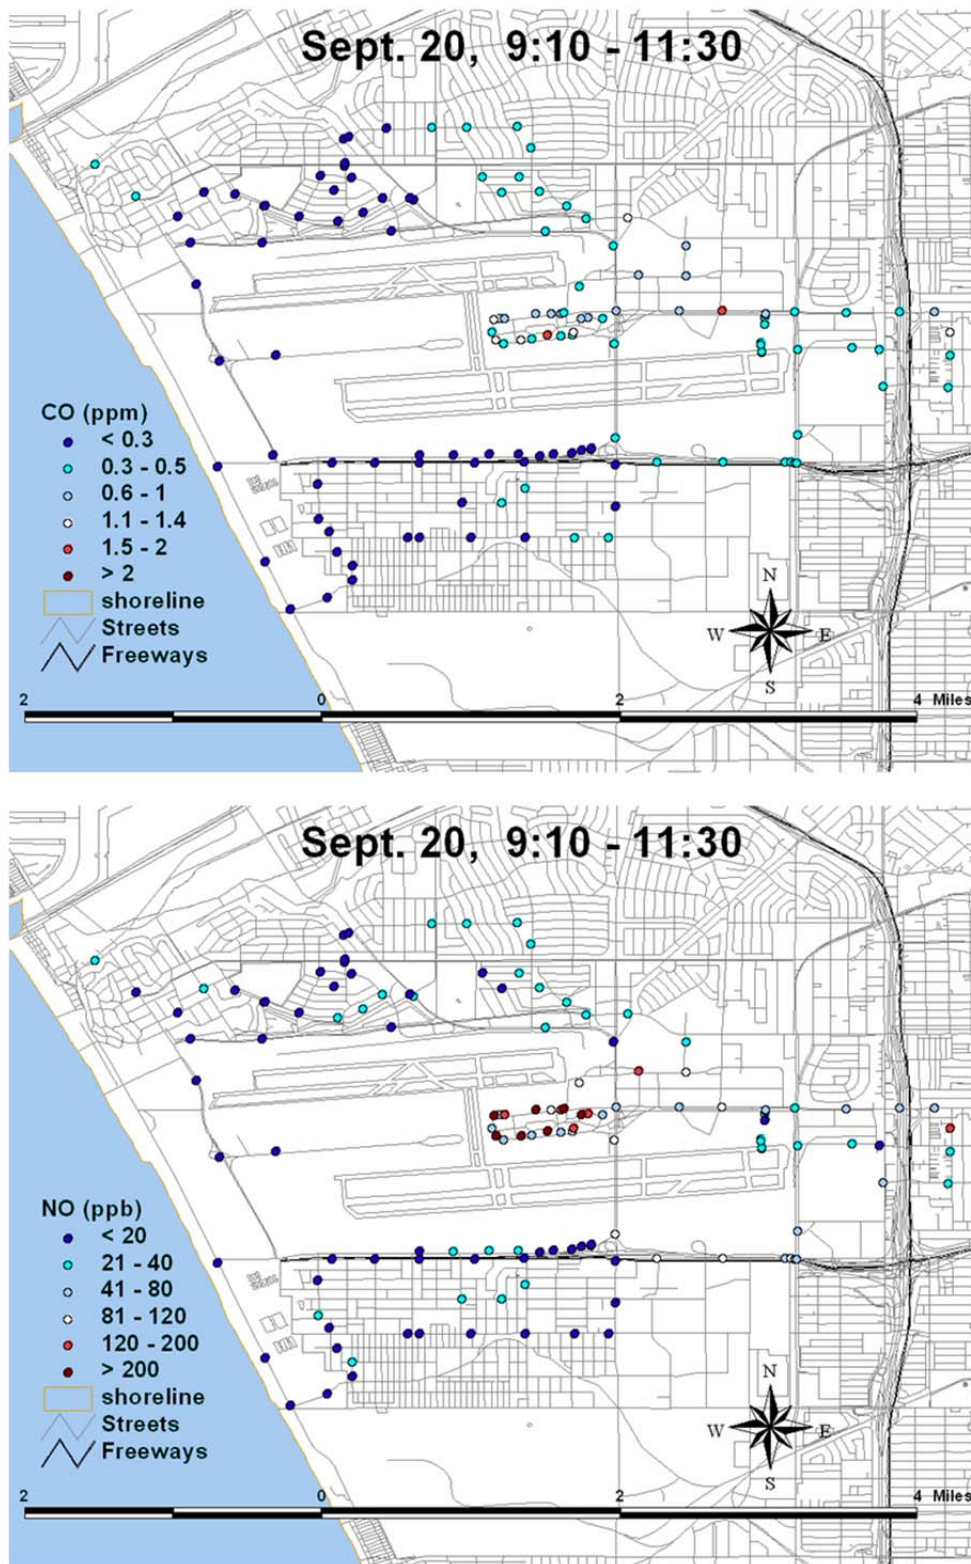 Sept. 20, 9:10 - 11:30
CO (ppm)
< 0.3
0.3 - 0.5
0.6 - 1
1.1 - 1.4
1.5 - 2
> 2
shoreline
Streets
Freeways
N
W E
S
2 0 2 4 Miles
Sept. 20, 9:10 - 11:30
NO (ppb)
< 20
21 - 40
41 - 80
81 - 120
120 - 200
> 200
shoreline
Streets
Freeways
N
W E
S
2 0 2 4 Miles